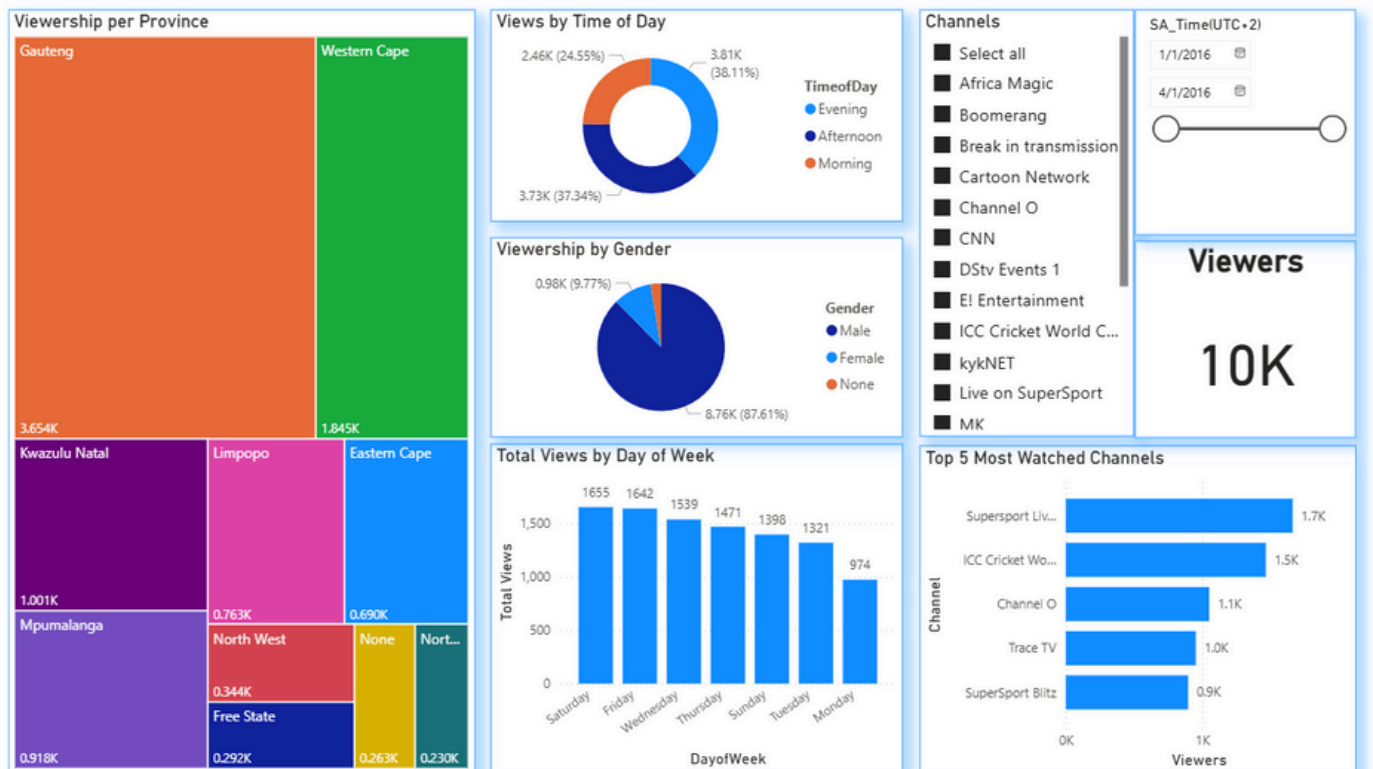 Viewership per Province
Gauteng
3.654K
Western Cape
1.845K
Kwazulu Natal
1.001K
Limpopo
0.763K
Eastern Cape
0.690K
Mpumalanga
0.918K
North West
0.344K
Free State
0.292K
None
0.263K
Nort...
0.230K
Views by Time of Day
2.46K (24.55%)
3.81K
(38.11%)
3.73K (37.34%)
TimeofDay
Evening
Afternoon
Morning
Viewership by Gender
0.98K (9.77%)
8.76K (87.61%)
Gender
Male
Female
None
Total Views by Day of Week
Total Views
1,500
1,000
500
0
1655
1642
1539
1471
1398
1321
974
Saturday
Friday
Wednesday
Thursday
Sunday
Tuesday
Monday
DayofWeek
Channels
Select all
Africa Magic
Boomerang
Break in transmission
Cartoon Network
Channel O
CNN
DStv Events 1
E! Entertainment
ICC Cricket World C...
kykNET
Live on SuperSport
MK
SA_Time(UTC+2)
1/1/2016
4/1/2016
Viewers
10K
Top 5 Most Watched Channels
Channel
Supersport Liv...
1.7K
ICC Cricket Wo...
1.5K
Channel O
1.1K
Trace TV
1.0K
SuperSport Blitz
0.9K
0K
1K
Viewers